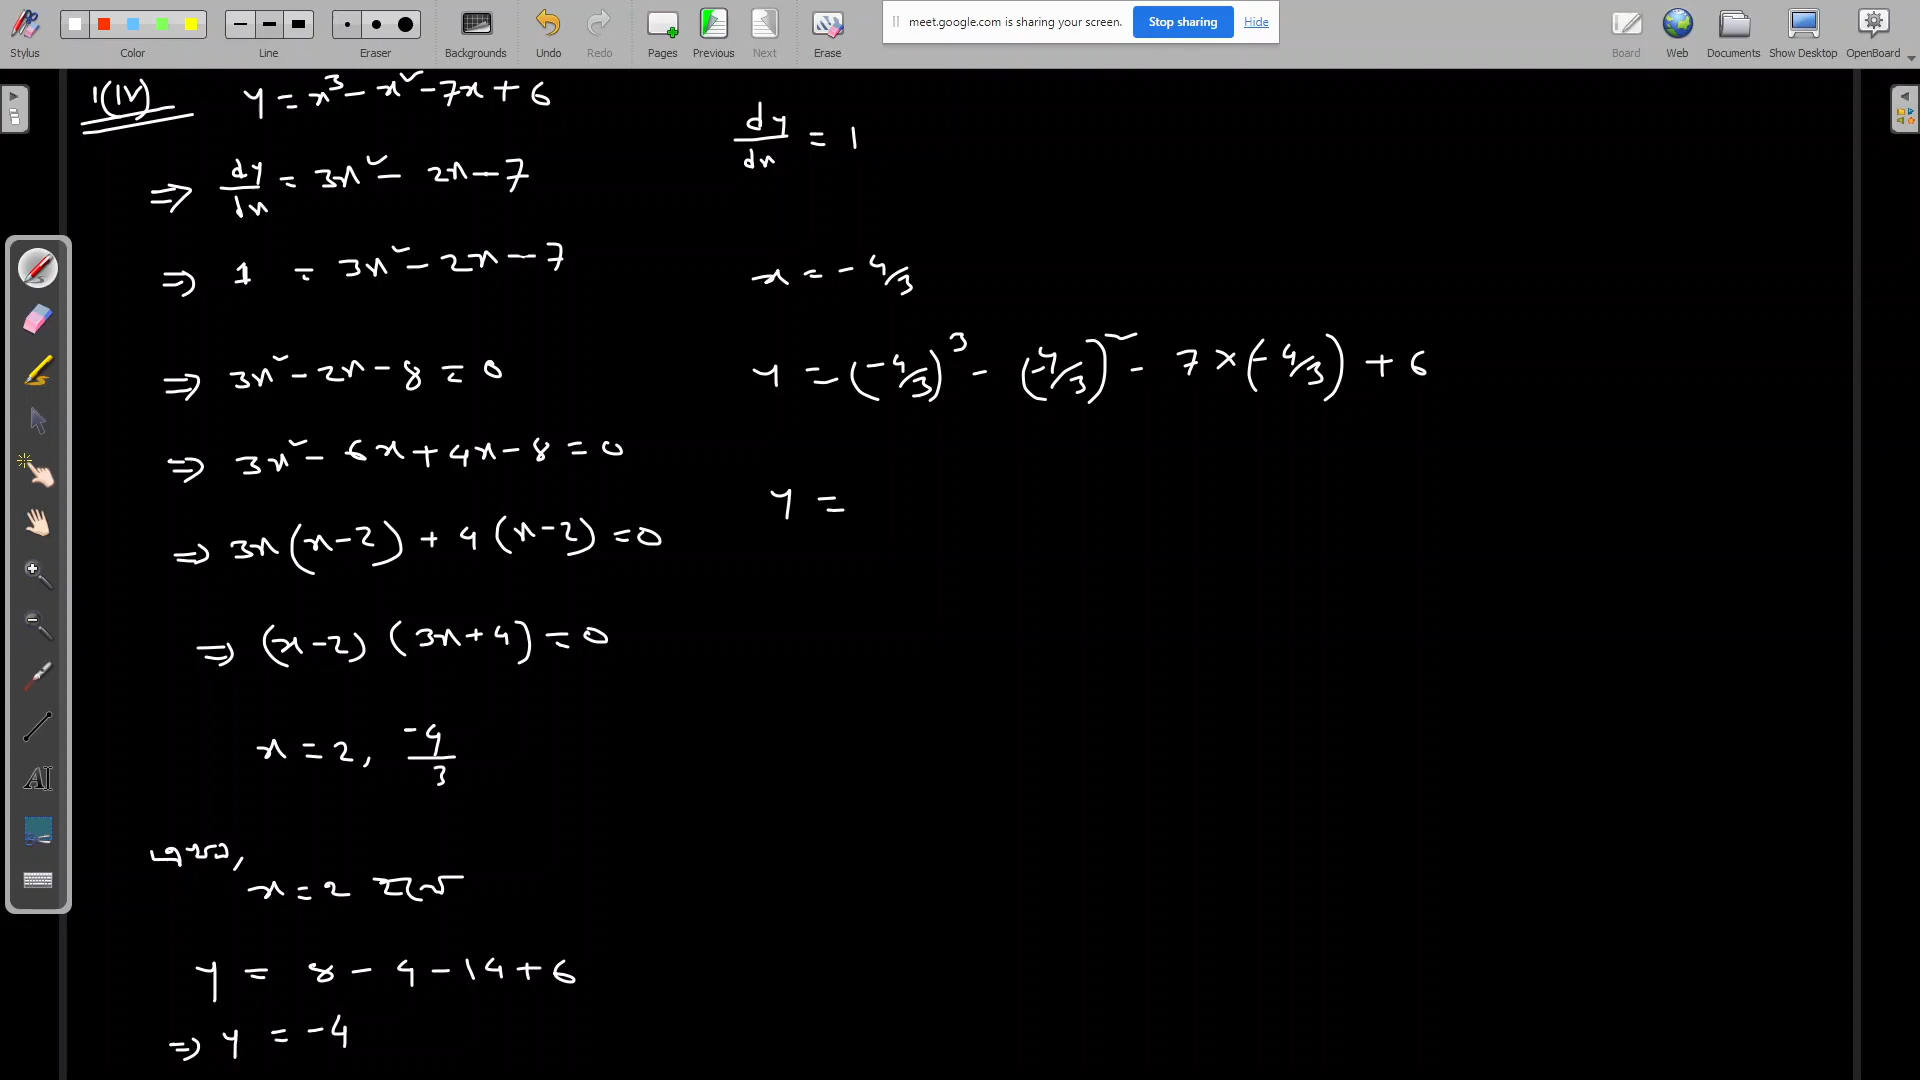 meet.google.com is sharing your screen. Stop sharing Hide
Stylus Color Line Eraser Backgrounds Undo Redo Pages Previous Next Erase Board Web Documents Show Desktop OpenBoard
1(iv) y = x³ - x² - 7x + 6
⇒ dy/dx = 3x² - 2x - 7
⇒ 1 = 3x² - 2x - 7
⇒ 3x² - 2x - 8 = 0
⇒ 3x² - 6x + 4x - 8 = 0
⇒ 3x(x-2) + 4(x-2) = 0
⇒ (x-2) (3x+4) = 0
x = 2, -4/3
x = 2
y = 8 - 4 - 14 + 6
⇒ y = -4
dy/dx = 1
x = -4/3
y = (-4/3)³ - (-4/3)² - 7 × (-4/3) + 6
y =